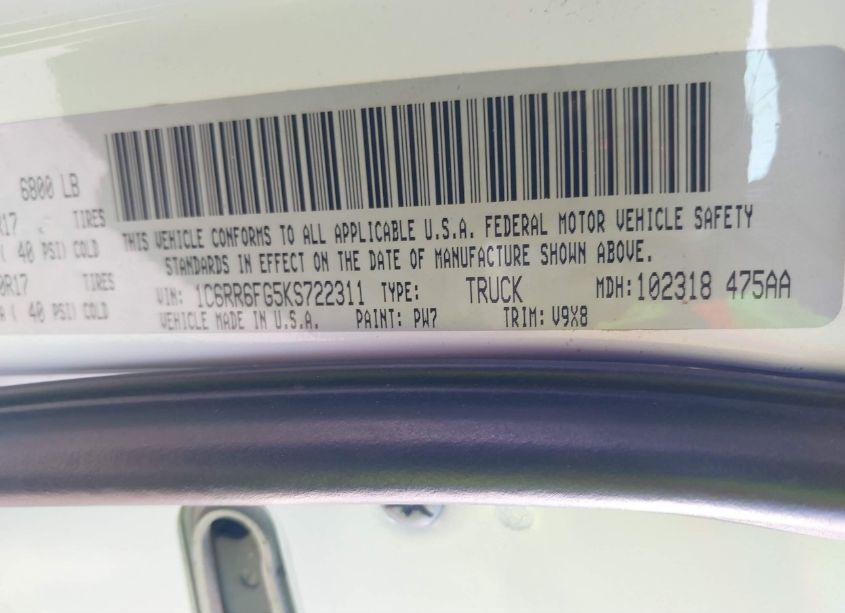 6800 LB
R17 TIRES
( 40 PSI) COLD
0R17 TIRES
( 40 PSI) COLD
THIS VEHICLE CONFORMS TO ALL APPLICABLE U.S.A. FEDERAL MOTOR VEHICLE SAFETY
STANDARDS IN EFFECT ON THE DATE OF MANUFACTURE SHOWN ABOVE.
VIN: 1C6RR6FG5KS722311 TYPE: TRUCK MDH: 102318 475AA
VEHICLE MADE IN U.S.A. PAINT: PW7 TRIM: V9X8